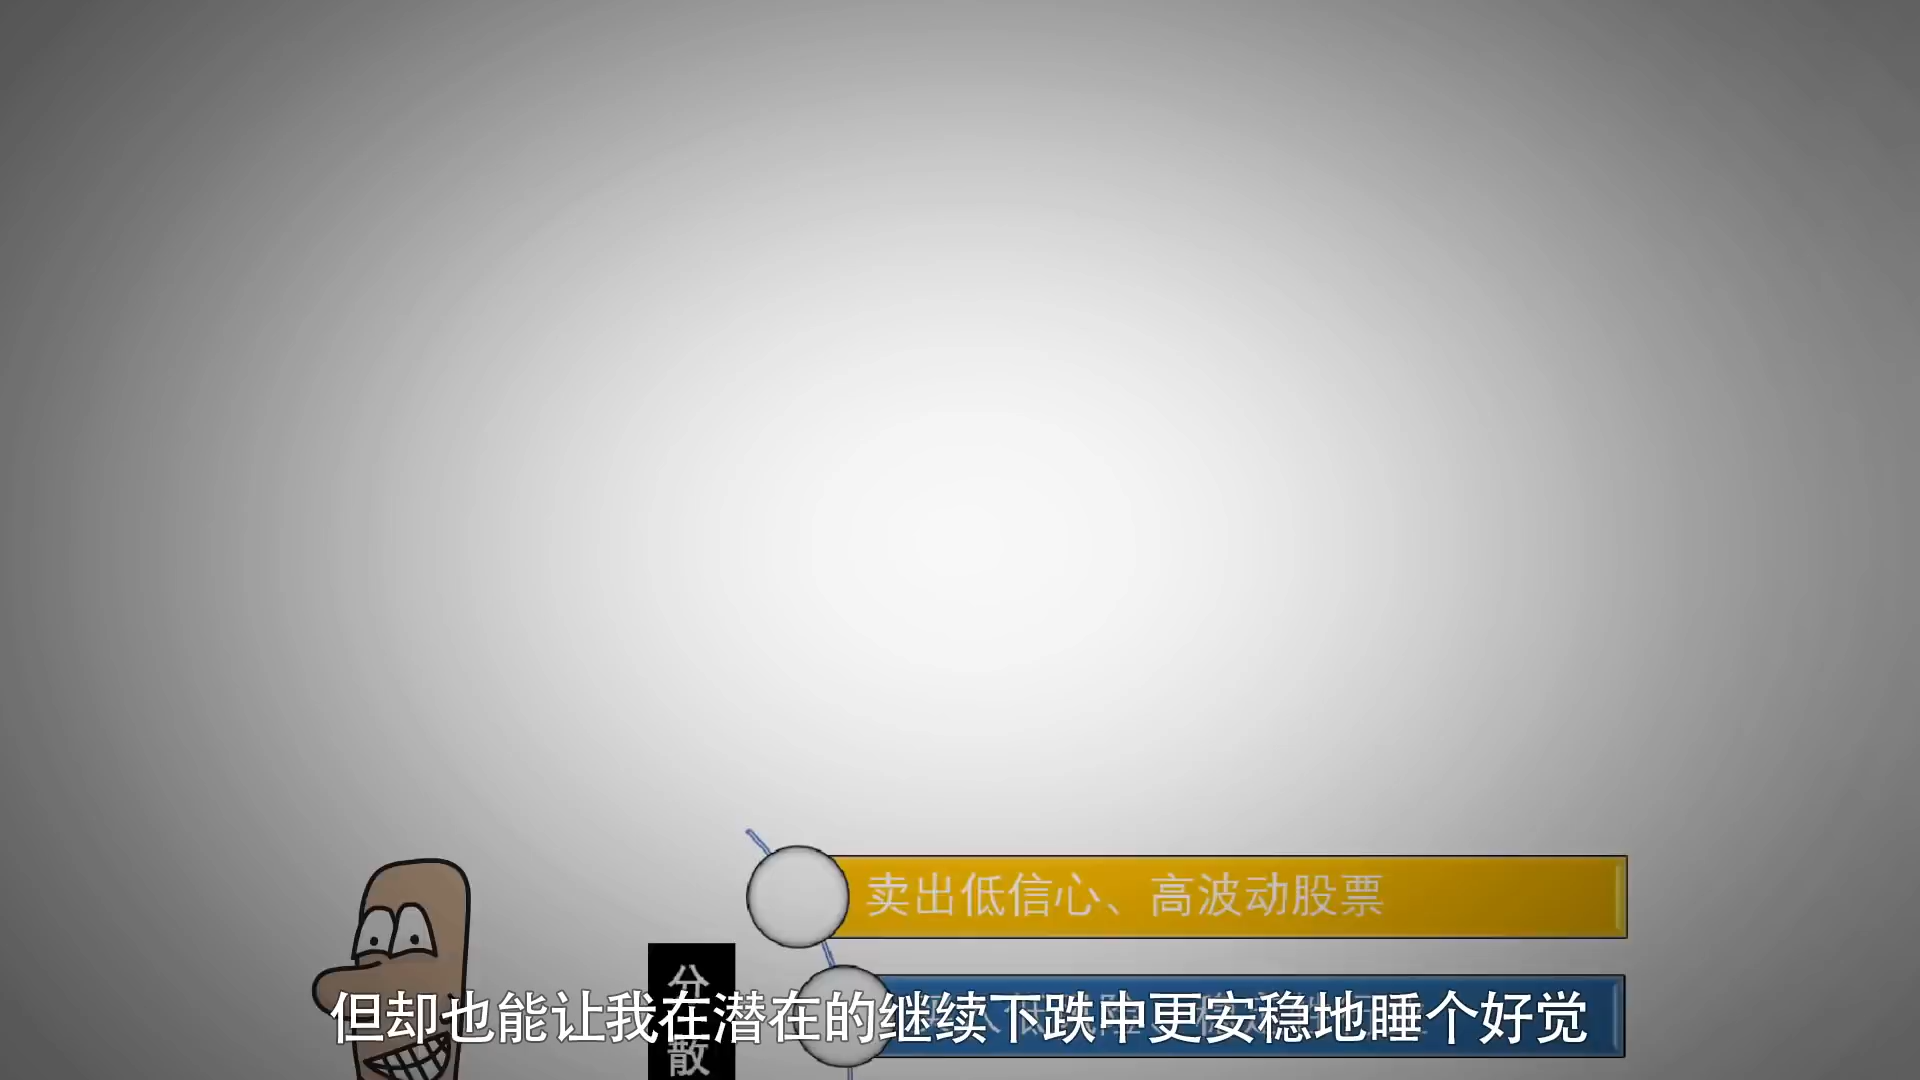 卖出低信心、高波动股票
分
散
但却也能让我在潜在的继续下跌中更安稳地睡个好觉